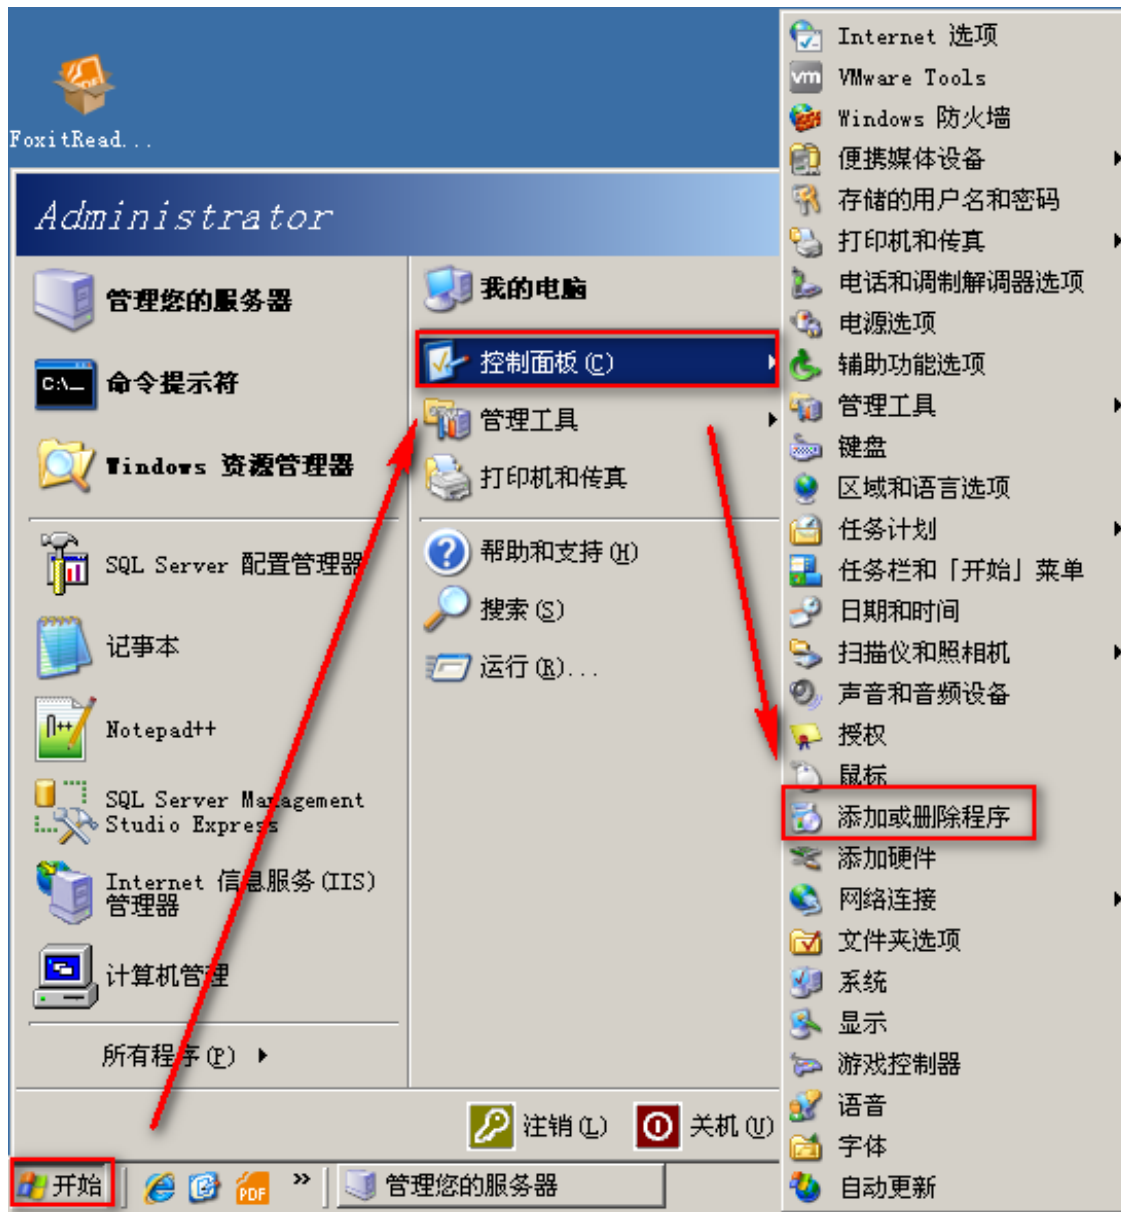 FoxitRead...
Administrator
管理您的服务器
命令提示符
Windows 资源管理器
SQL Server 配置管理器
记事本
Notepad++
SQL Server Management
Studio Express
Internet 信息服务(IIS)
管理器
计算机管理
所有程序(P)
我的电脑
控制面板(C)
管理工具
打印机和传真
帮助和支持(H)
搜索(S)
运行(R)...
注销(L)
关机(U)
开始
PDF
»
管理您的服务器
Internet 选项
VMware Tools
Windows 防火墙
便携媒体设备
存储的用户名和密码
打印机和传真
电话和调制解调器选项
电源选项
辅助功能选项
管理工具
键盘
区域和语言选项
任务计划
任务栏和「开始」菜单
日期和时间
扫描仪和照相机
声音和音频设备
授权
鼠标
添加或删除程序
添加硬件
网络连接
文件夹选项
系统
显示
游戏控制器
语音
字体
自动更新